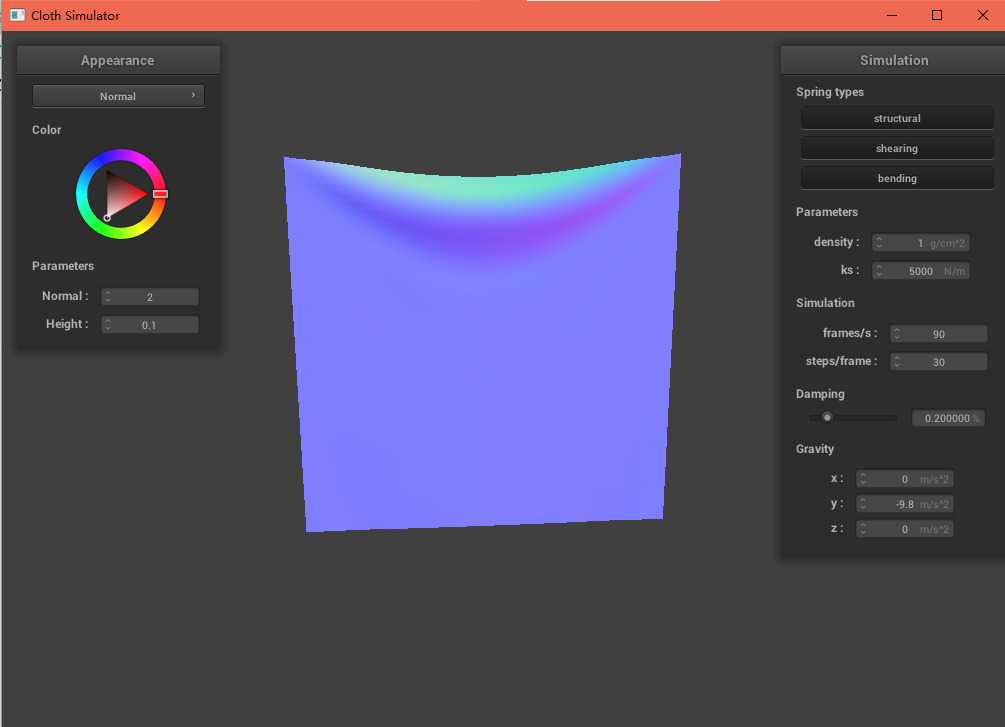 Cloth Simulator
Appearance
Normal
Color
Parameters
Normal : 2
Height : 0.1
Simulation
Spring types
structural
shearing
bending
Parameters
density : 1 g/cm^2
ks : 5000 N/m
Simulation
frames/s : 90
steps/frame : 30
Damping
0.200000 %
Gravity
x : 0 m/s^2
y : -9.8 m/s^2
z : 0 m/s^2